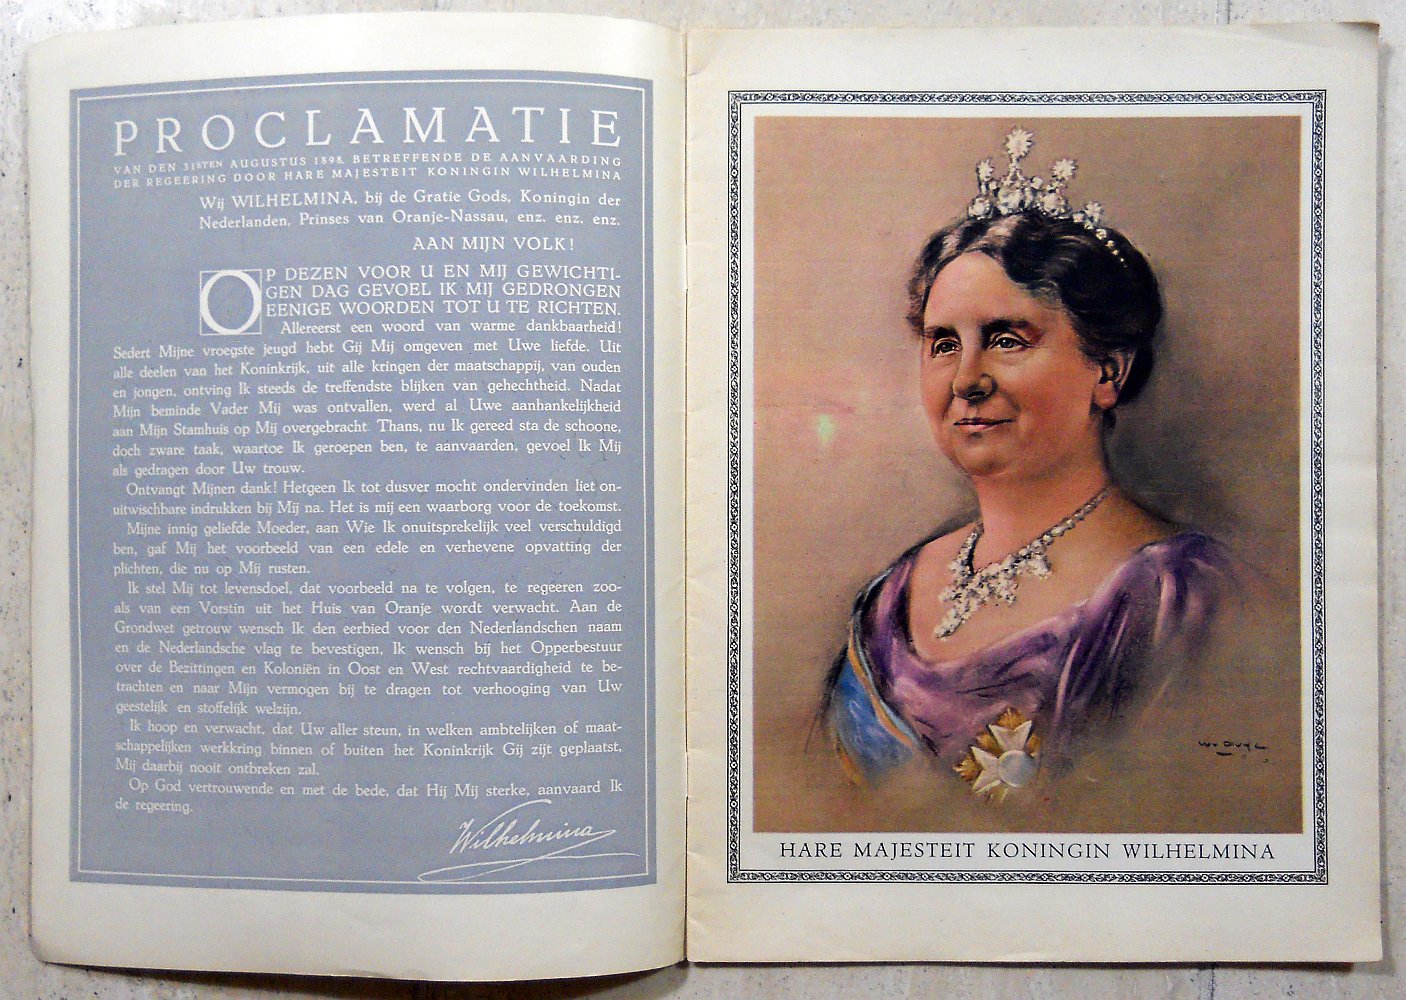 PROCLAMATIE
VAN DEN 31STEN AUGUSTUS 1898. BETREFFENDE DE AANVAARDING
DER REGEERING DOOR HARE MAJESTEIT KONINGIN WILHELMINA
Wij WILHELMINA, bij de Gratie Gods, Koningin der
Nederlanden, Prinses van Oranje-Nassau, enz. enz. enz.
AAN MIJN VOLK!
OP DEZEN VOOR U EN MIJ GEWICHTI-
GEN DAG GEVOEL IK MIJ GEDRONGEN
EENIGE WOORDEN TOT U TE RICHTEN.
Allereerst een woord van warme dankbaarheid!
Sedert Mijne vroegste jeugd hebt Gij Mij omgeven met Uwe liefde. Uit
alle deelen van het Koninkrijk, uit alle kringen der maatschappij, van ouden
en jongen, ontving Ik steeds de treffendste blijken van gehechtheid. Nadat
Mijn beminde Vader Mij was ontvallen, werd al Uwe aanhankelijkheid
aan Mijn Stamhuis op Mij overgebracht. Thans, nu Ik gereed sta de schoone,
doch zware taak, waartoe Ik geroepen ben, te aanvaarden, gevoel Ik Mij
als gedragen door Uw trouw.
Ontvangt Mijnen dank! Hetgeen Ik tot dusver mocht ondervinden liet on-
uitwischbare indrukken bij Mij na. Het is mij een waarborg voor de toekomst.
Mijne innig geliefde Moeder, aan Wie Ik onuitsprekelijk veel verschuldigd
ben, gaf Mij het voorbeeld van een edele en verhevene opvatting der
plichten, die nu op Mij rusten.
Ik stel Mij tot levensdoel, dat voorbeeld na te volgen, te regeeren zoo-
als van een Vorstin uit het Huis van Oranje wordt verwacht. Aan de
Grondwet getrouw wensch Ik den eerbied voor den Nederlandschen naam
en de Nederlandsche vlag te bevestigen. Ik wensch bij het Opperbestuur
over de Bezittingen en Koloniën in Oost en West rechtvaardigheid te be-
trachten en naar Mijn vermogen bij te dragen tot verhooging van Uw
geestelijk en stoffelijk welzijn.
Ik hoop en verwacht, dat Uw aller steun, in welken ambtelijken of maat-
schappelijken werkkring binnen of buiten het Koninkrijk Gij zijt geplaatst,
Mij daarbij nooit ontbreken zal.
Op God vertrouwende en met de bede, dat Hij Mij sterke, aanvaard Ik
de regeering.
Wilhelmina
HARE MAJESTEIT KONINGIN WILHELMINA